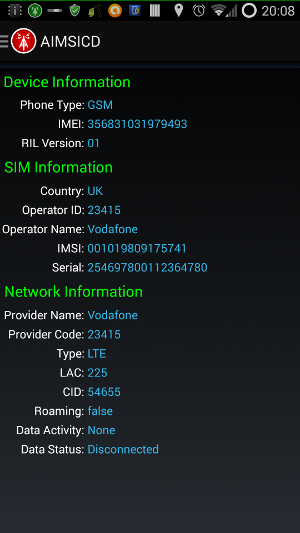 20:08
AIMSICD
Device Information
Phone Type: GSM
IMEI: 356831031979493
RIL Version: 01
SIM Information
Country: UK
Operator ID: 23415
Operator Name: Vodafone
IMSI: 001019809175741
Serial: 254697800112364780
Network Information
Provider Name: Vodafone
Provider Code: 23415
Type: LTE
LAC: 225
CID: 54655
Roaming: false
Data Activity: None
Data Status: Disconnected